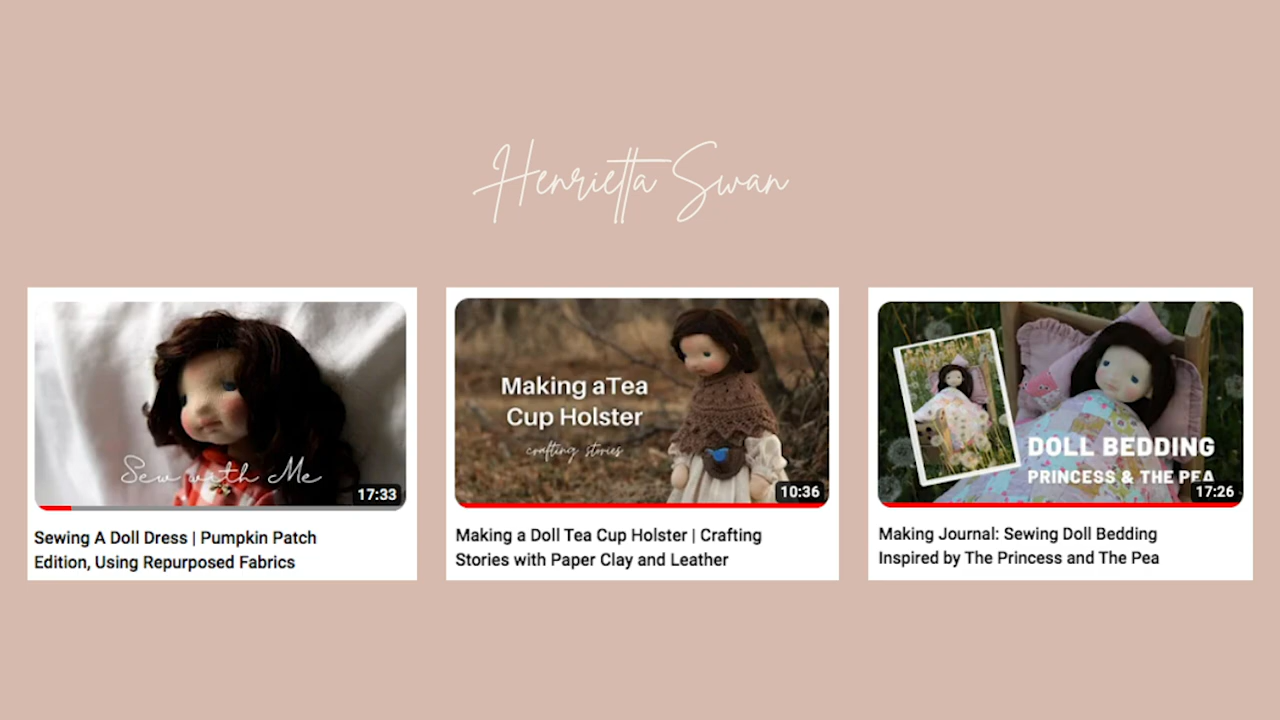 Henrietta Swan
Sew with Me
17:33
Sewing A Doll Dress | Pumpkin Patch
Edition, Using Repurposed Fabrics
Making aTea
Cup Holster
crafting stories
10:36
Making a Doll Tea Cup Holster | Crafting
Stories with Paper Clay and Leather
DOLL BEDDING
PRINCESS & THE PEA
17:26
Making Journal: Sewing Doll Bedding
Inspired by The Princess and The Pea